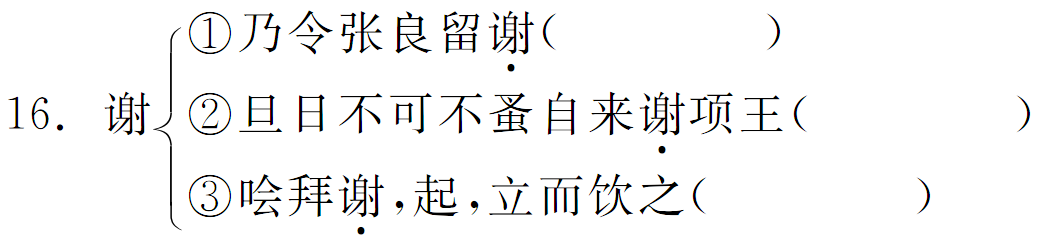 ①乃令张良留谢(  )
16. 谢②旦日不可不蚤自来谢项王(  )
③哙拜谢,起,立而饮之(  )